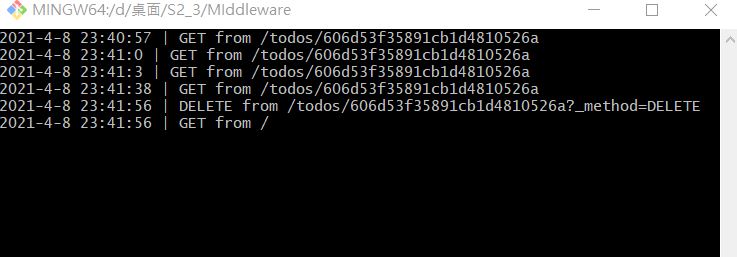 MINGW64:/d/桌面/S2_3/MIddleware
2021-4-8 23:40:57 | GET from /todos/606d53f35891cb1d4810526a
2021-4-8 23:41:0 | GET from /todos/606d53f35891cb1d4810526a
2021-4-8 23:41:3 | GET from /todos/606d53f35891cb1d4810526a
2021-4-8 23:41:38 | GET from /todos/606d53f35891cb1d4810526a
2021-4-8 23:41:56 | DELETE from /todos/606d53f35891cb1d4810526a?_method=DELETE
2021-4-8 23:41:56 | GET from /